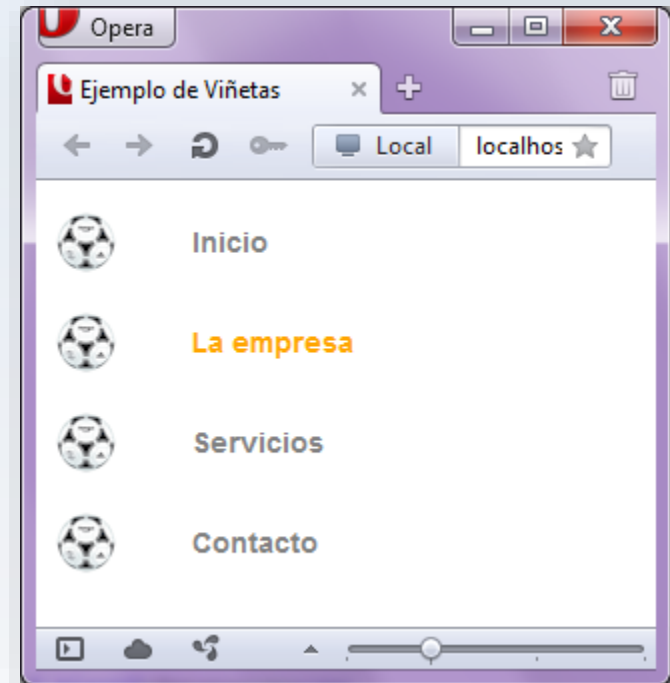 Opera
Ejemplo de Viñetas
Local localhos
Inicio
La empresa
Servicios
Contacto